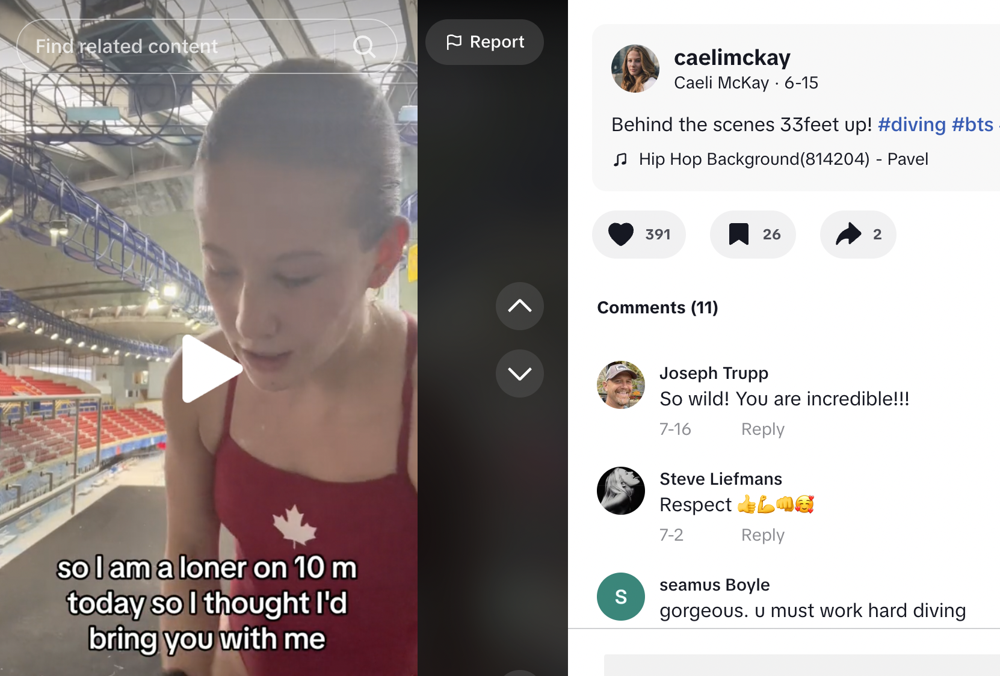 Find related content
Report
so I am a loner on 10 m
today so I thought I'd
bring you with me
caelimckay
Caeli McKay · 6-15
Behind the scenes 33feet up! #diving #bts
Hip Hop Background(814204) - Pavel
391
26
2
Comments (11)
Joseph Trupp
So wild! You are incredible!!!
7-16 Reply
Steve Liefmans
Respect 👍💪👊🥰
7-2 Reply
S
seamus Boyle
gorgeous. u must work hard diving